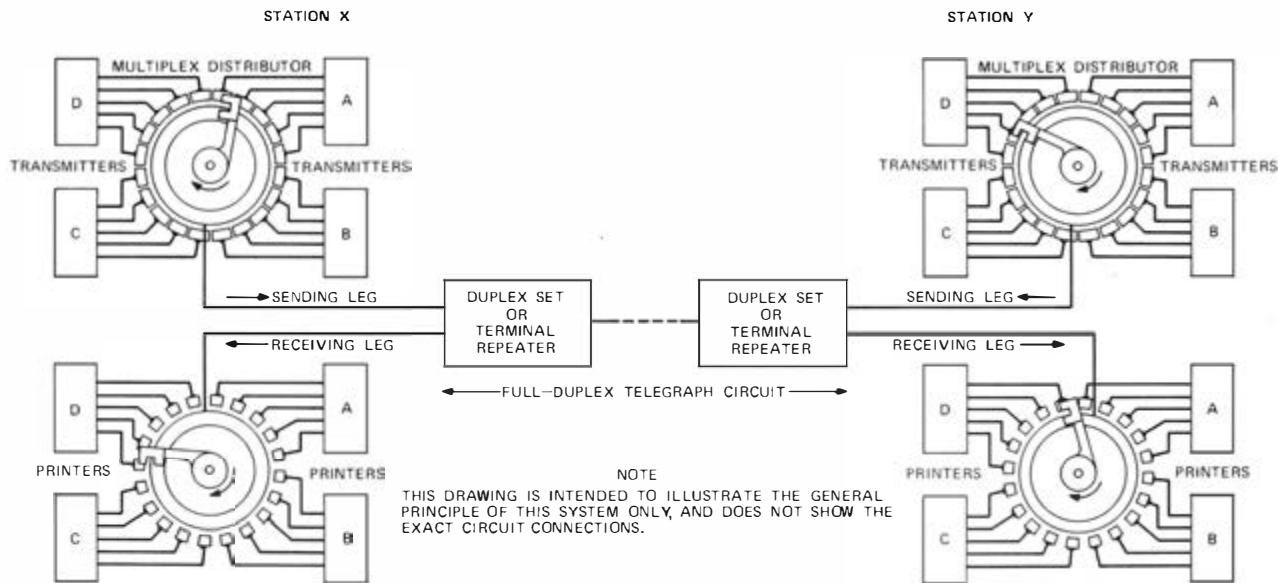 STATION X
STATION Y
MULTIPLEX DISTRIBUTOR
D
A
TRANSMITTERS
TRANSMITTERS
C
B
MULTIPLEX DISTRIBUTOR
D
A
TRANSMITTERS
TRANSMITTERS
C
B
SENDING LEG
RECEIVING LEG
DUPLEX SET
OR
TERMINAL
REPEATER
DUPLEX SET
OR
TERMINAL
REPEATER
SENDING LEG
RECEIVING LEG
FULL-DUPLEX TELEGRAPH CIRCUIT
D
A
PRINTERS
PRINTERS
C
B
D
A
PRINTERS
PRINTERS
C
B
NOTE
THIS DRAWING IS INTENDED TO ILLUSTRATE THE GENERAL
PRINCIPLE OF THIS SYSTEM ONLY, AND DOES NOT SHOW THE
EXACT CIRCUIT CONNECTIONS.